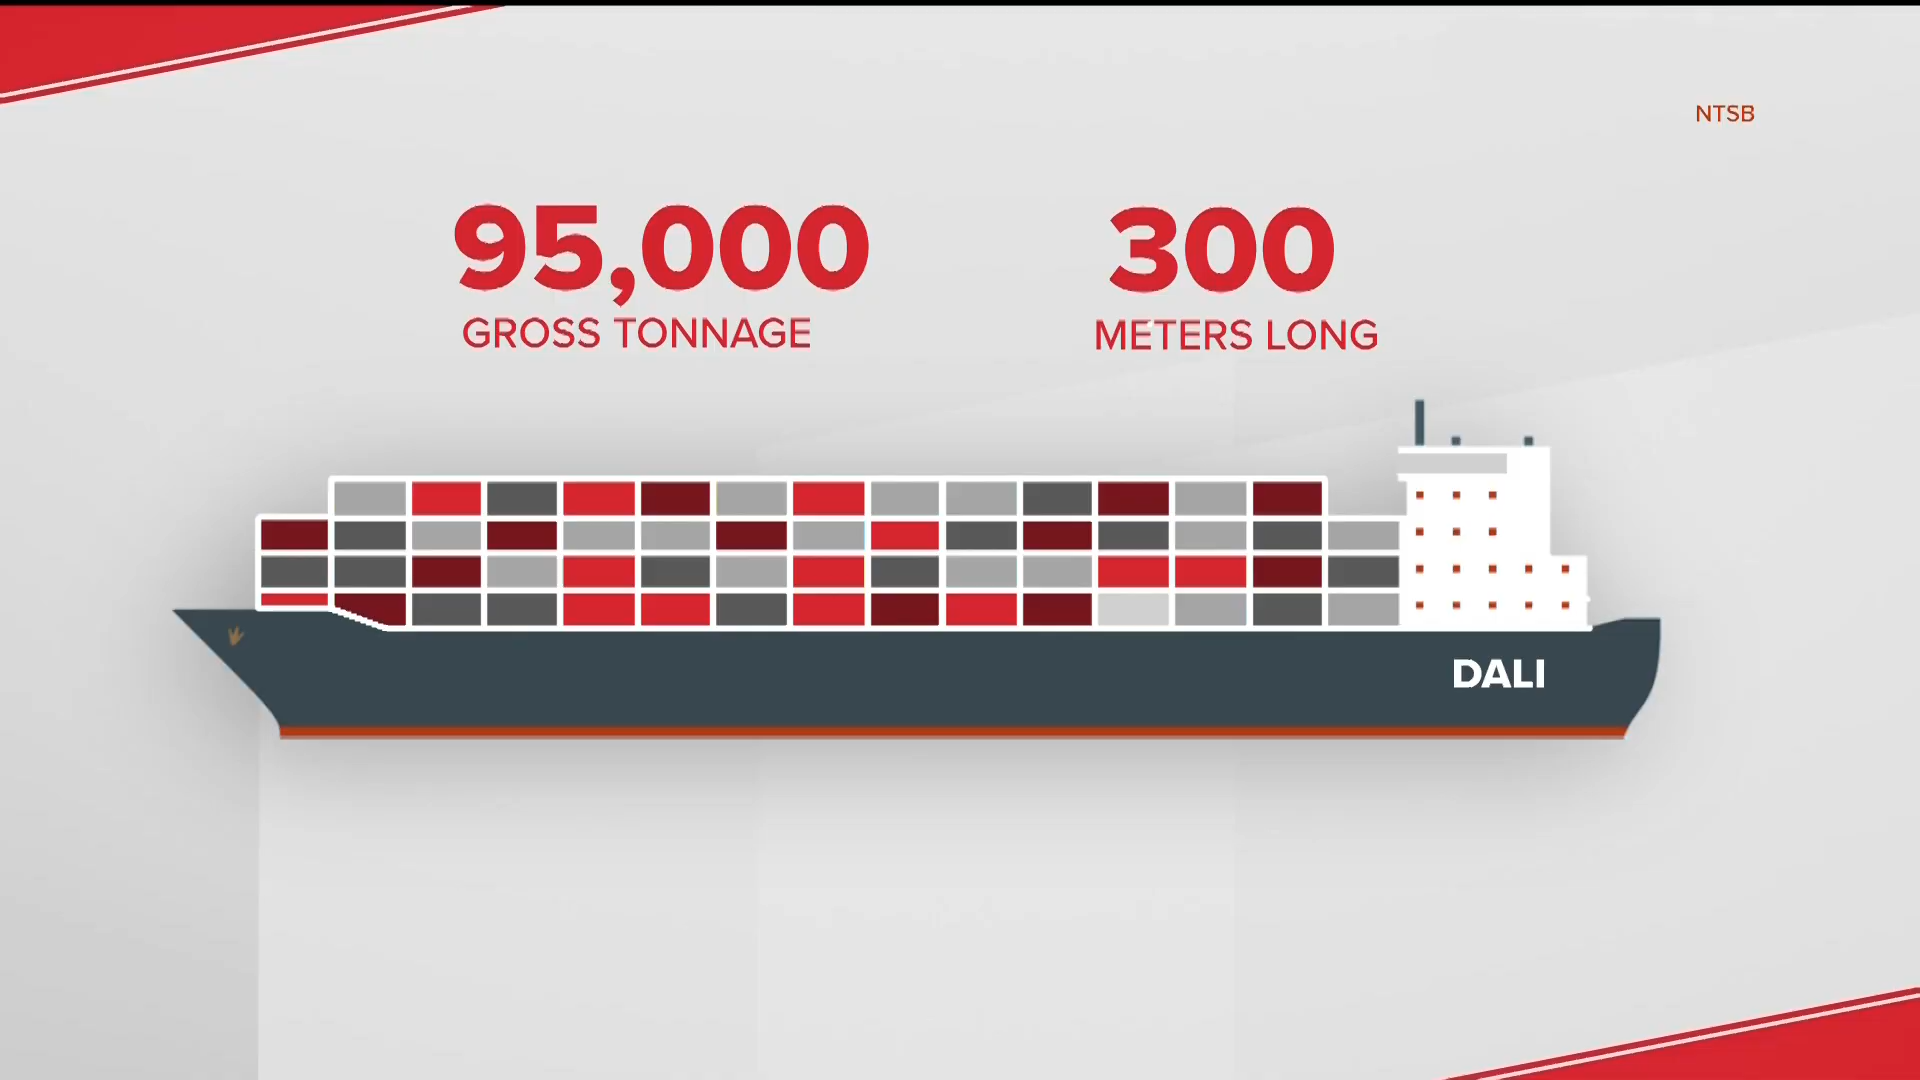 NTSB
95,000
GROSS TONNAGE
300
METERS LONG
DALI